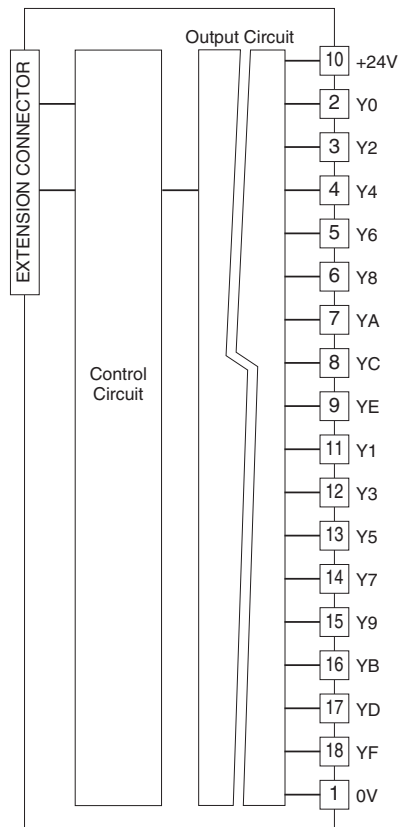 Output Circuit
EXTENSION CONNECTOR
Control
Circuit
10 +24V
2 Y0
3 Y2
4 Y4
5 Y6
6 Y8
7 YA
8 YC
9 YE
11 Y1
12 Y3
13 Y5
14 Y7
15 Y9
16 YB
17 YD
18 YF
1 0V